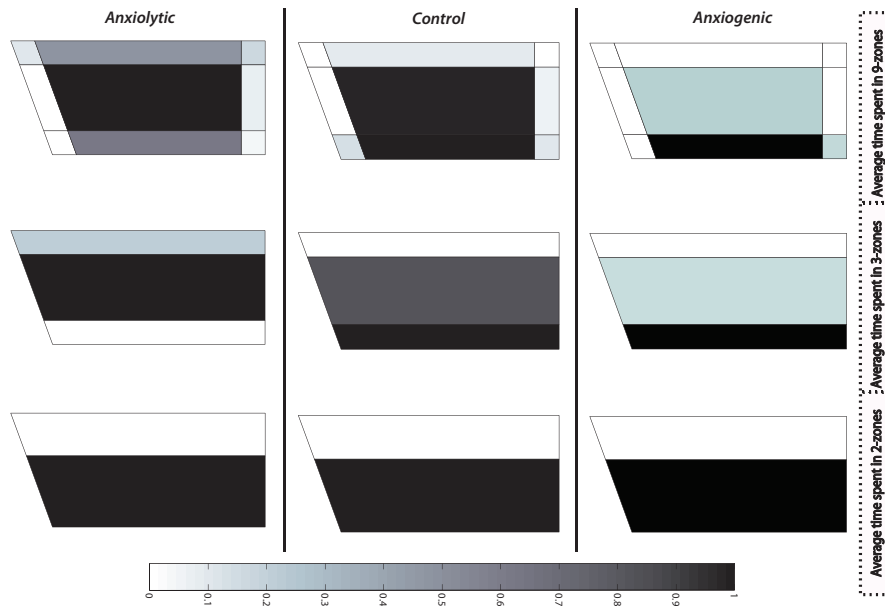 Anxiolytic
Control
Anxiogenic
Average time spent in 9-zones
Average time spent in 3-zones
Average time spent in 2-zones
0
0.1
0.2
0.3
0.4
0.5
0.6
0.7
0.8
0.9
1